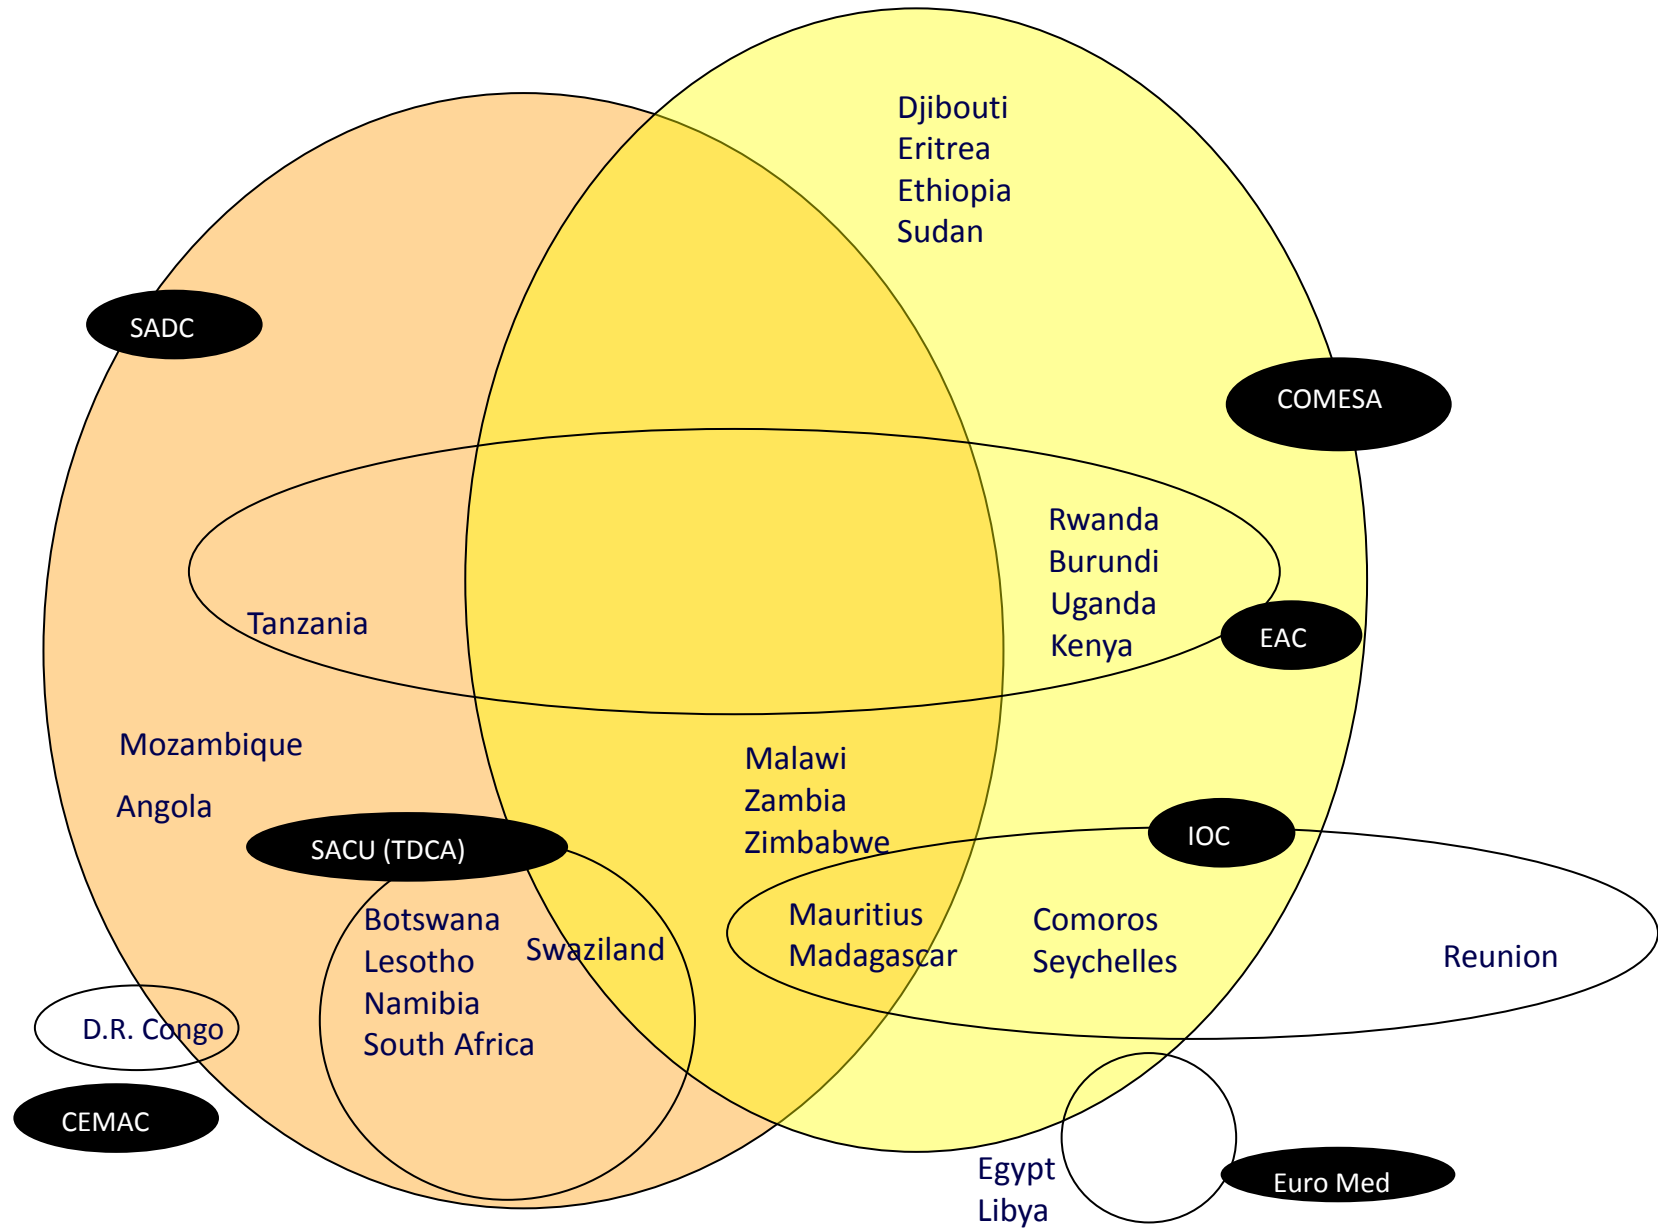 Djibouti
Eritrea
Ethiopia
Sudan
SADC
COMESA
Rwanda
Burundi
Uganda
Kenya
Tanzania
EAC
Mozambique
Angola
Malawi
Zambia
Zimbabwe
SACU (TDCA)
IOC
Botswana
Lesotho
Namibia
South Africa
Swaziland
Mauritius
Madagascar
Comoros
Seychelles
Reunion
D.R. Congo
CEMAC
Egypt
Libya
Euro Med